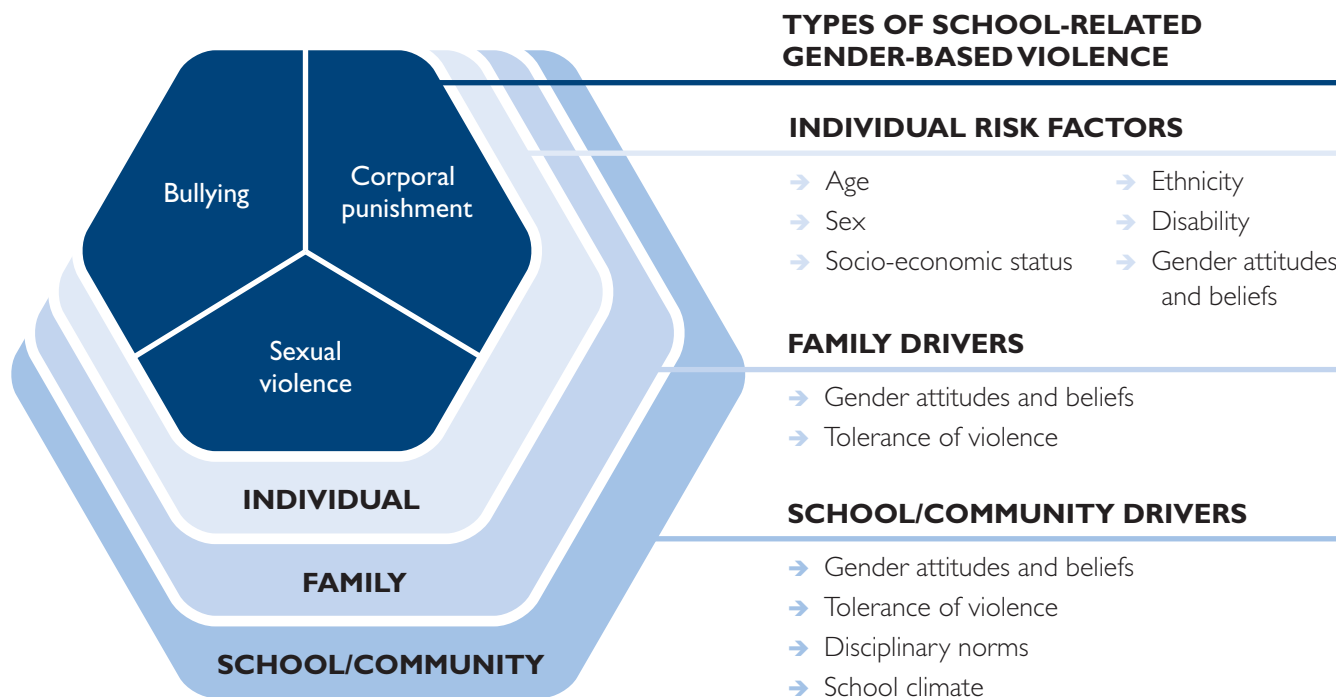 Bullying
Corporal
punishment
Sexual
violence
INDIVIDUAL
FAMILY
SCHOOL/COMMUNITY
TYPES OF SCHOOL-RELATED
GENDER-BASED VIOLENCE
INDIVIDUAL RISK FACTORS
→ Age
→ Sex
→ Socio-economic status
→ Ethnicity
→ Disability
→ Gender attitudes
and beliefs
FAMILY DRIVERS
→ Gender attitudes and beliefs
→ Tolerance of violence
SCHOOL/COMMUNITY DRIVERS
→ Gender attitudes and beliefs
→ Tolerance of violence
→ Disciplinary norms
→ School climate